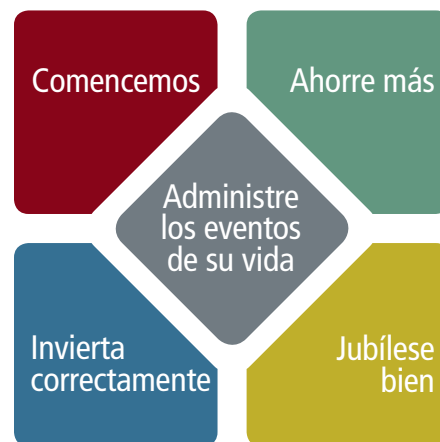 Comencemos
Ahorre más
Administre
los eventos
de su vida
Invierta
correctamente
Jubílese
bien